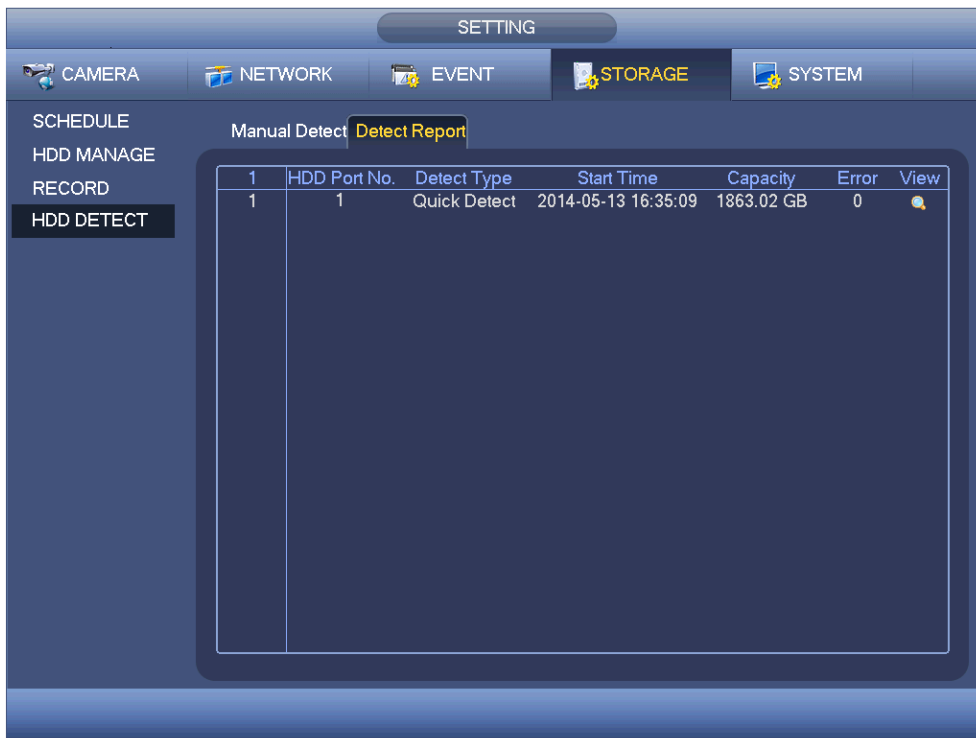 SETTING
CAMERA NETWORK EVENT STORAGE SYSTEM
SCHEDULE
HDD MANAGE
RECORD
HDD DETECT
Manual Detect Detect Report
1 HDD Port No. Detect Type Start Time Capacity Error View
1 1 Quick Detect 2014-05-13 16:35:09 1863.02 GB 0